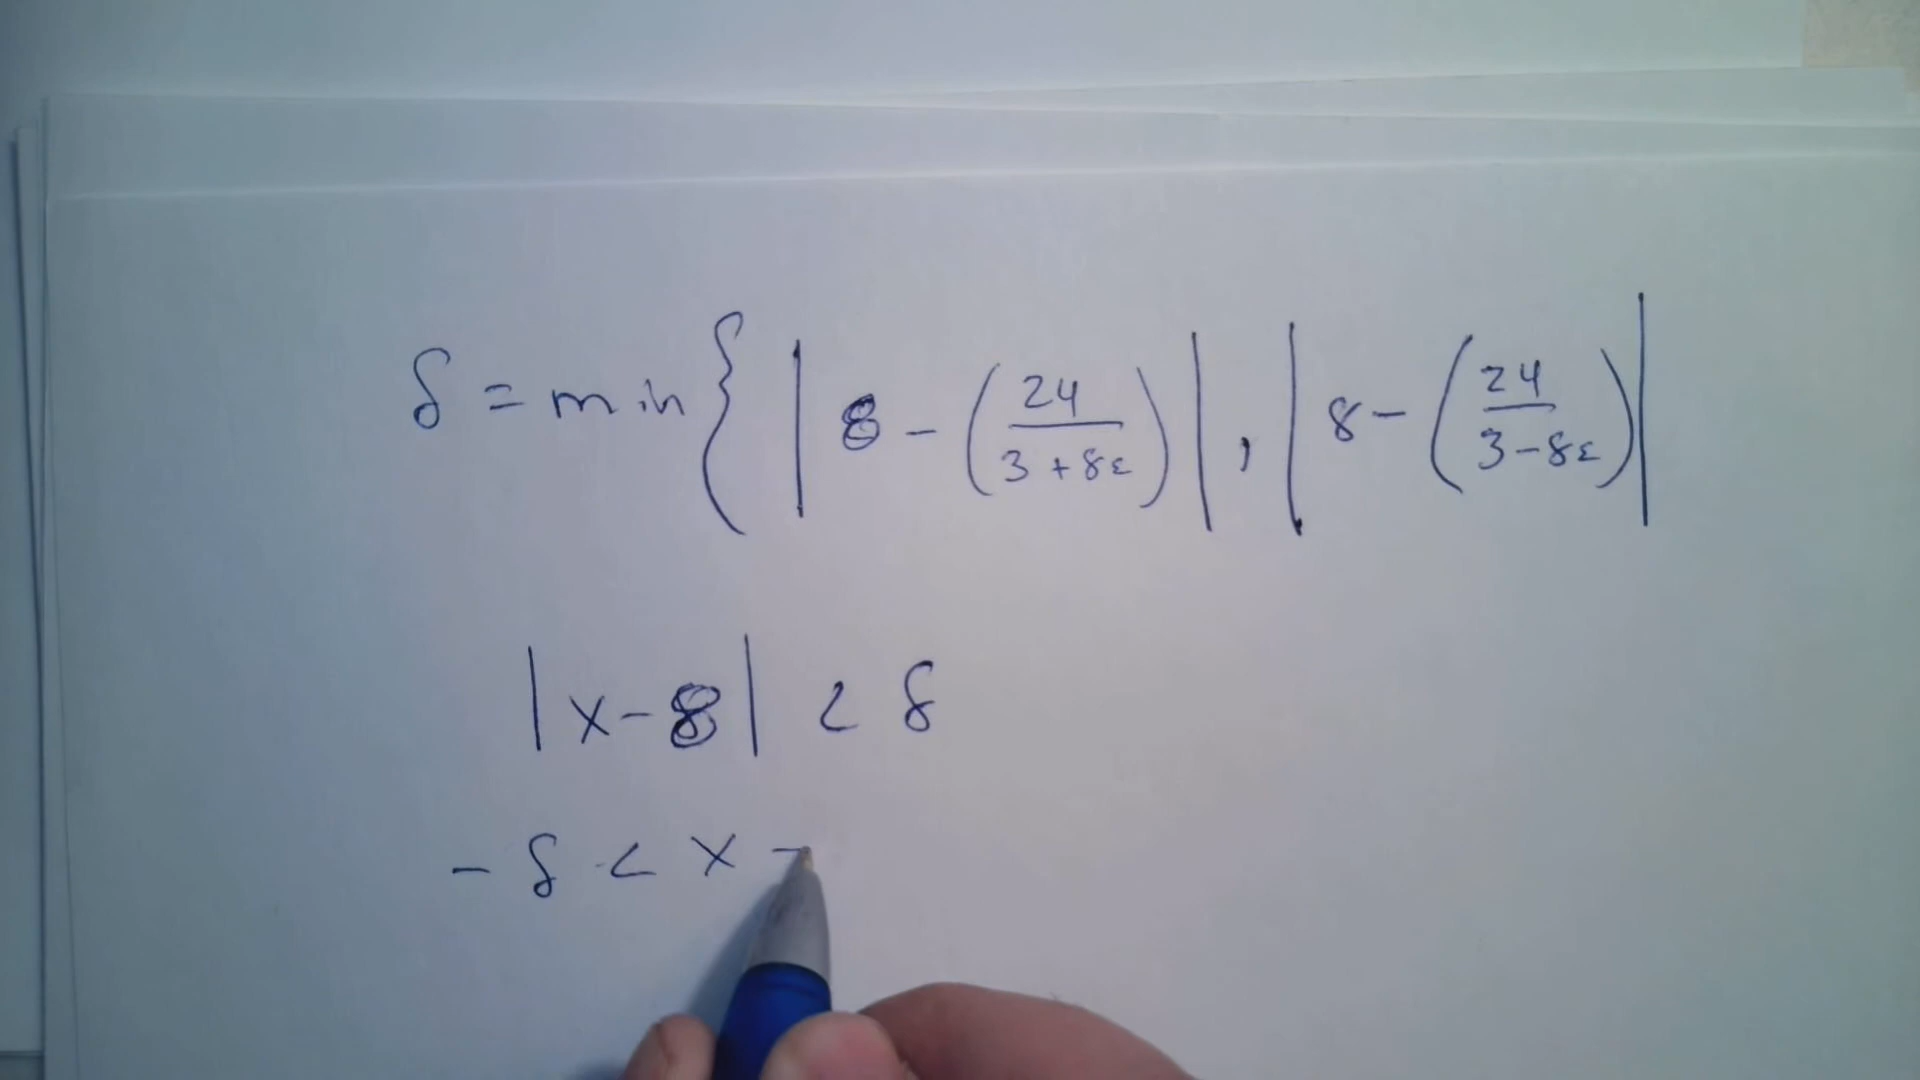 δ = min { | 8 - ( 24 / 3 + 8ε ) | , | 8 - ( 24 / 3 - 8ε ) |
| x - 8 | < δ
- δ < x -